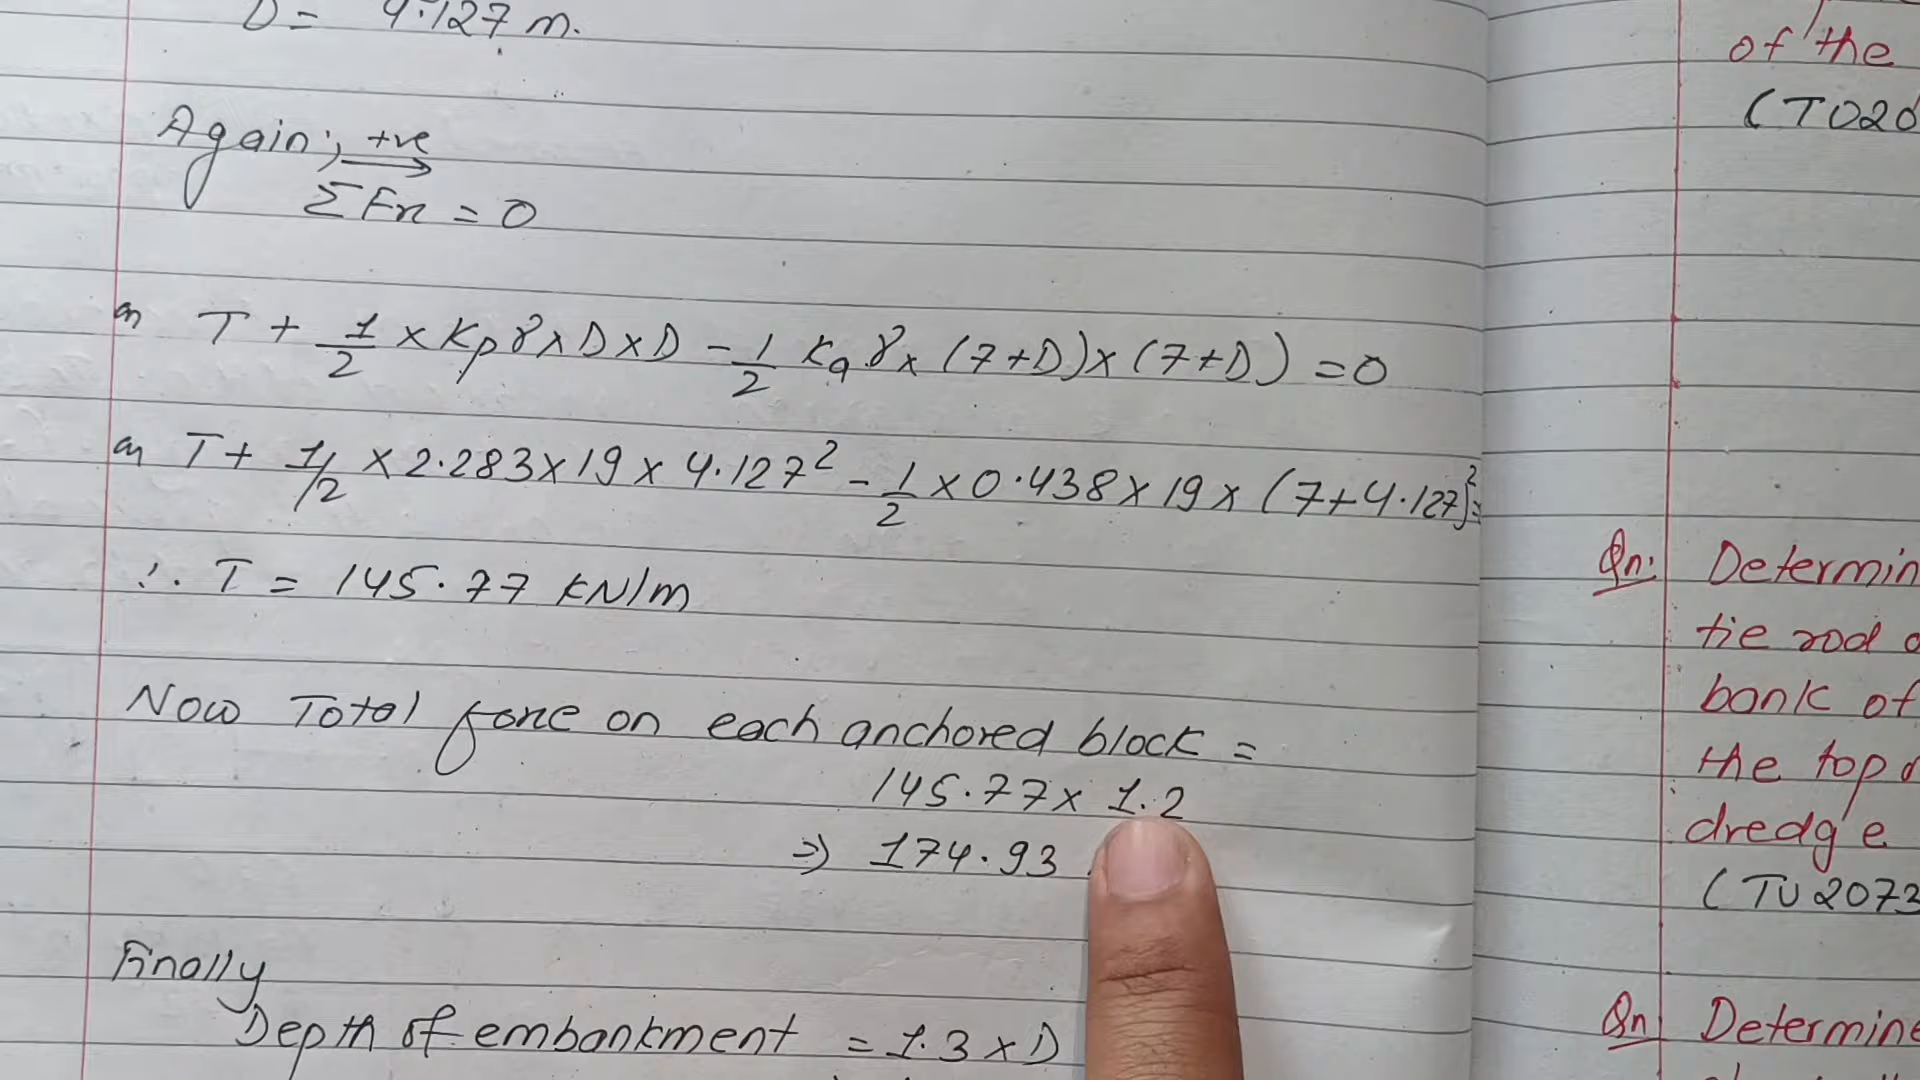 D = 4.127 m.
Again; +ve →
ΣFx = 0
or T + 1/2 × Kp γ × D × D - 1/2 Ka γ × (7+D) × (7+D) = 0
or T + 1/2 × 2.283 × 19 × 4.127² - 1/2 × 0.438 × 19 × (7+4.127)² =
∴ T = 145.77 KN/m
Now Total force on each anchored block =
145.77 × 1.2
⇒ 174.93
Finally
Depth of embankment = 1.3 × D
of the
Qn: Determin
tie rod
bank of
the top
dredge
(TU 2073
Qn Determine